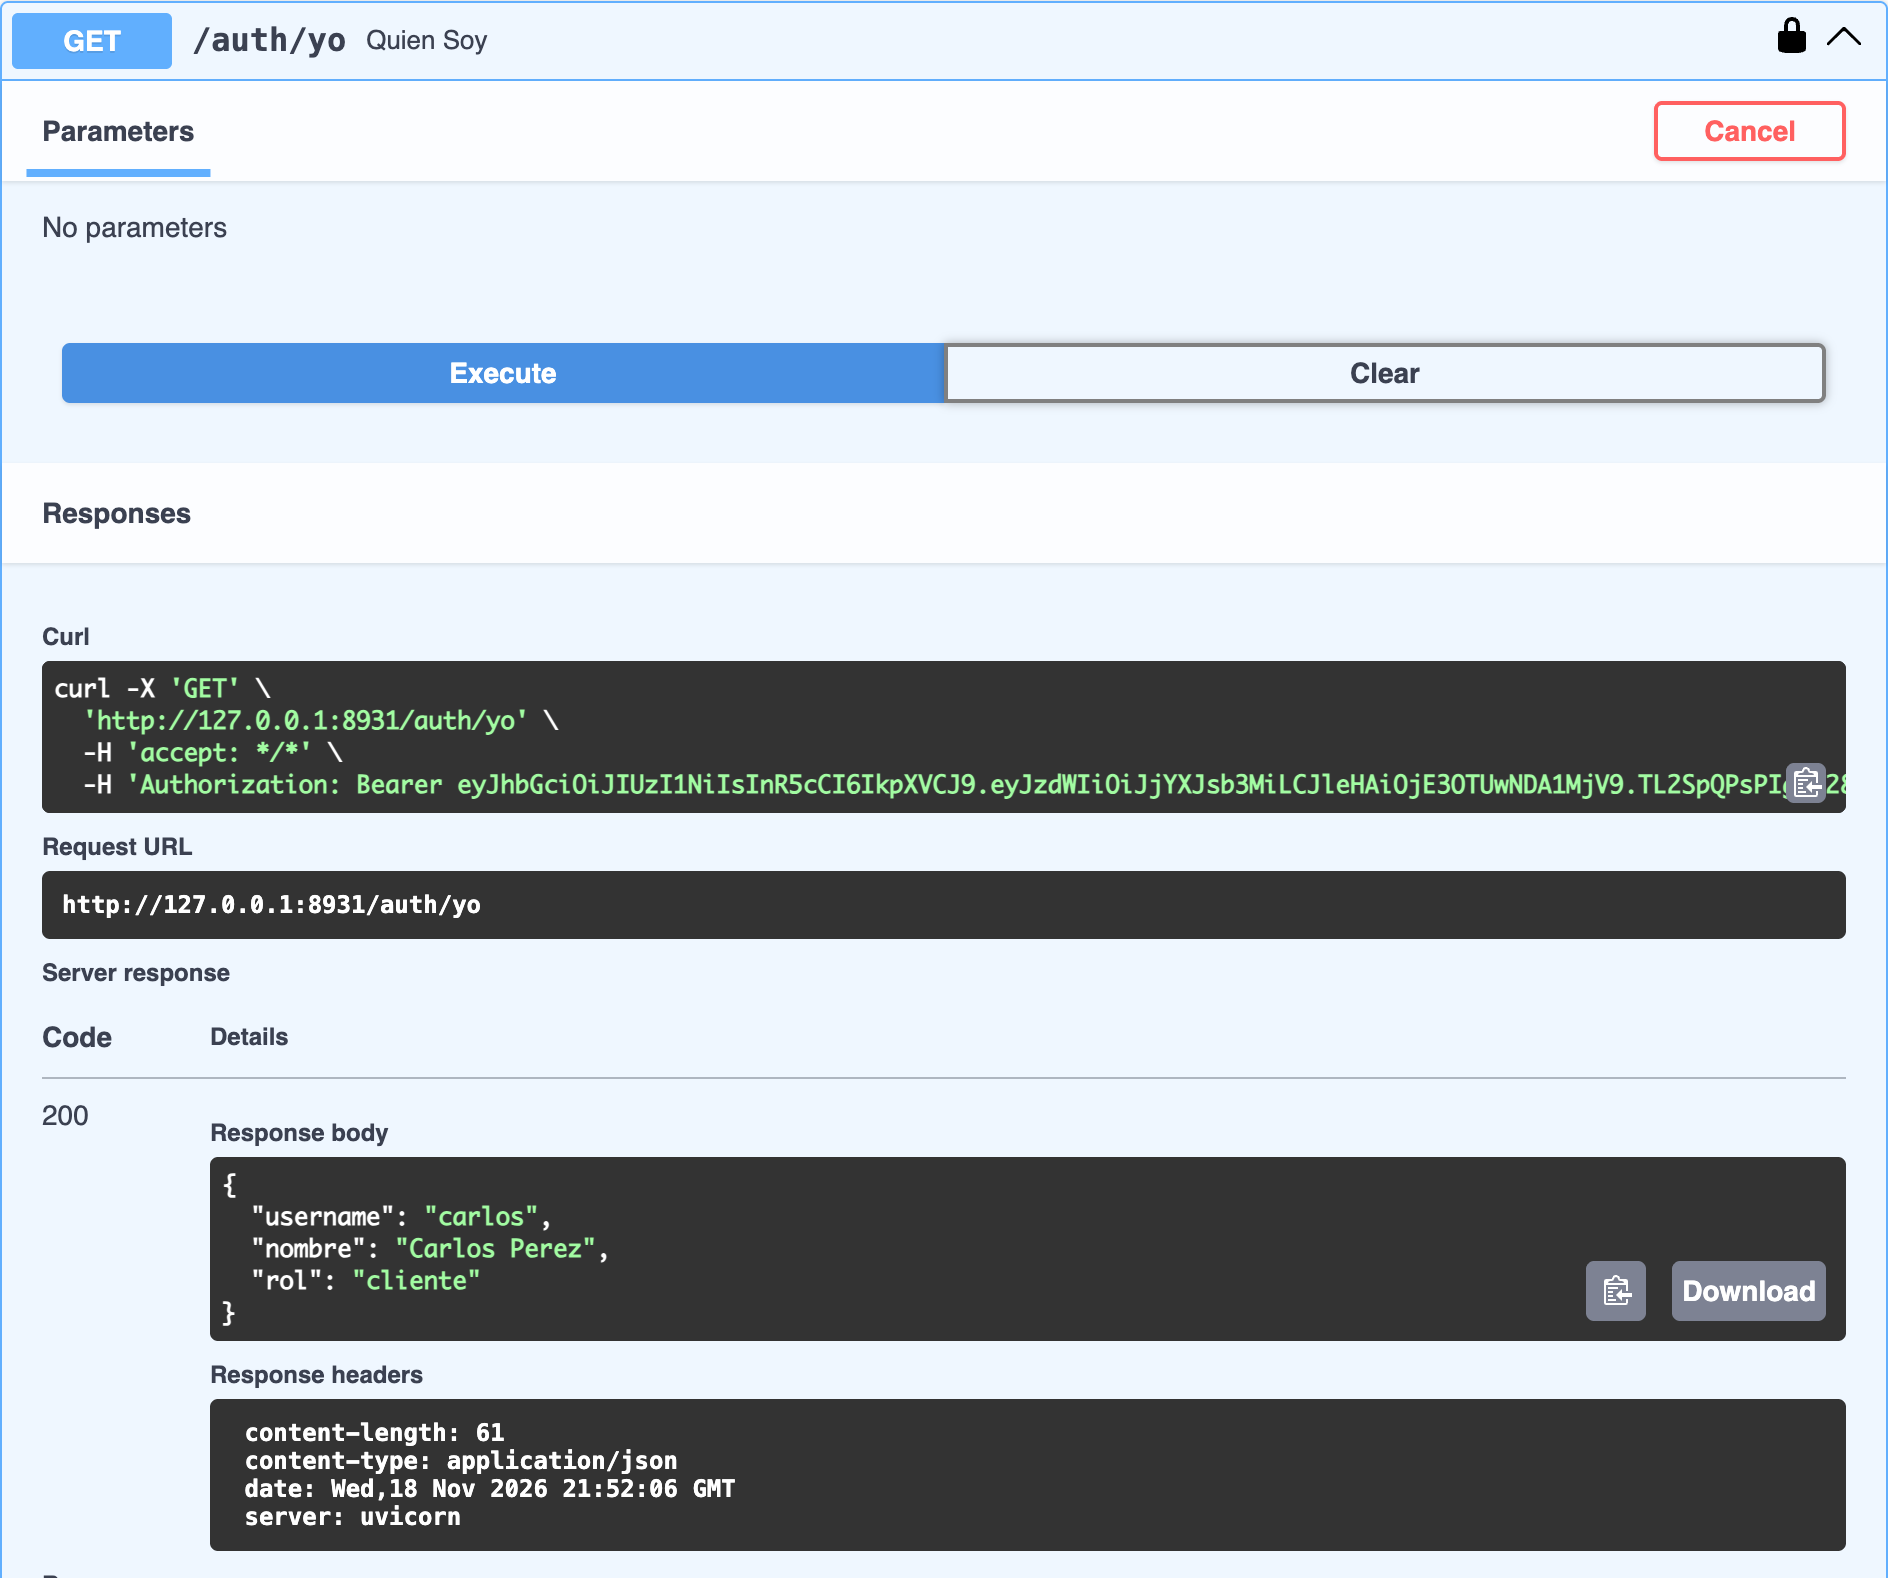 GET /auth/yo Quien Soy
Parameters
Cancel
No parameters
Execute
Clear
Responses
Curl
curl -X 'GET' \
'http://127.0.0.1:8931/auth/yo' \
-H 'accept: */*' \
-H 'Authorization: Bearer eyJhbGciOiJIUzI1NiIsInR5cCI6IkpXVCJ9.eyJzdWIiOiJjYXJsb3MiLCJleHAiOjE3OTUwNDA1MjV9.TL2SpQPsPI
Request URL
http://127.0.0.1:8931/auth/yo
Server response
Code Details
200
Response body
{
"username": "carlos",
"nombre": "Carlos Perez",
"rol": "cliente"
}
Download
Response headers
content-length: 61
content-type: application/json
date: Wed,18 Nov 2026 21:52:06 GMT
server: uvicorn